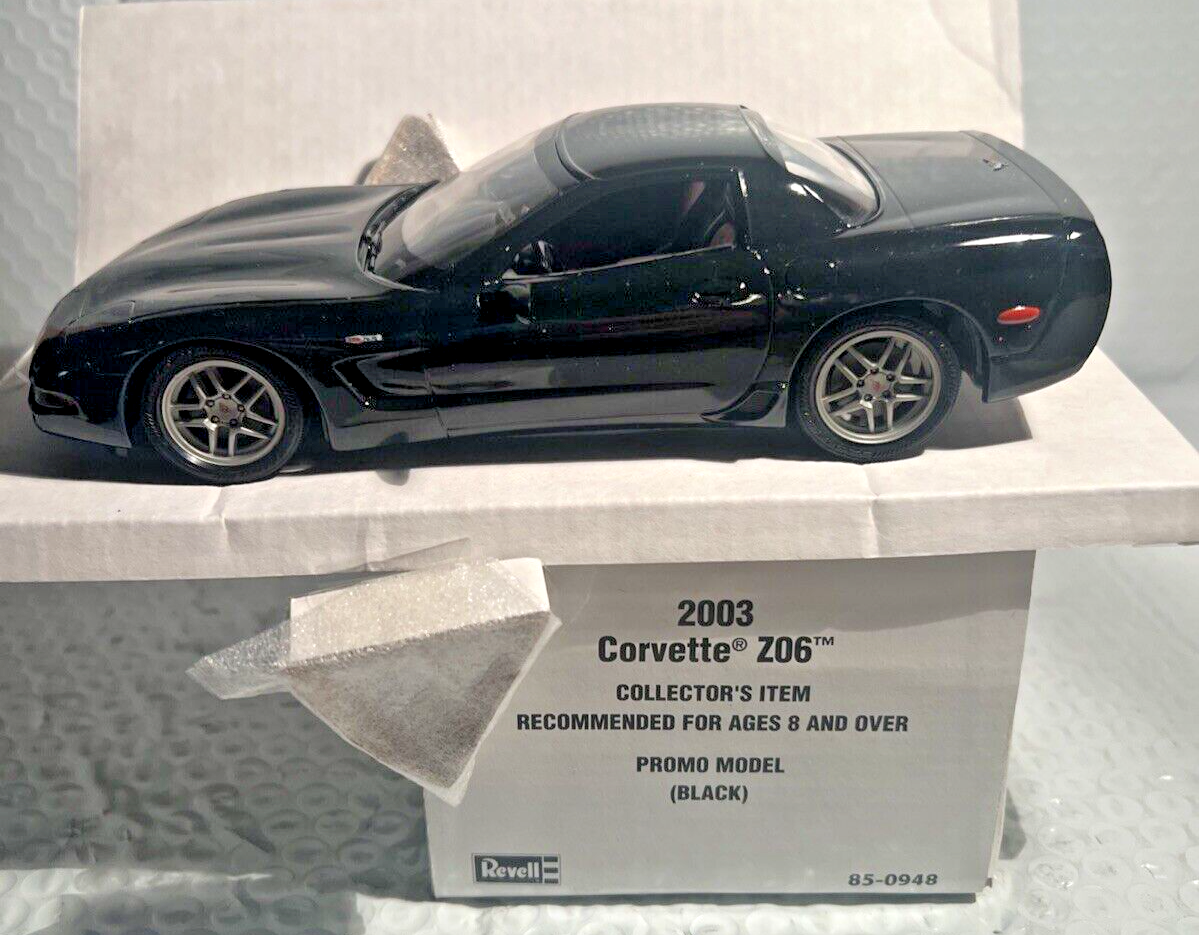 2003
Corvette® Z06™
COLLECTOR'S ITEM
RECOMMENDED FOR AGES 8 AND OVER
PROMO MODEL
(BLACK)
Revell
85-0948